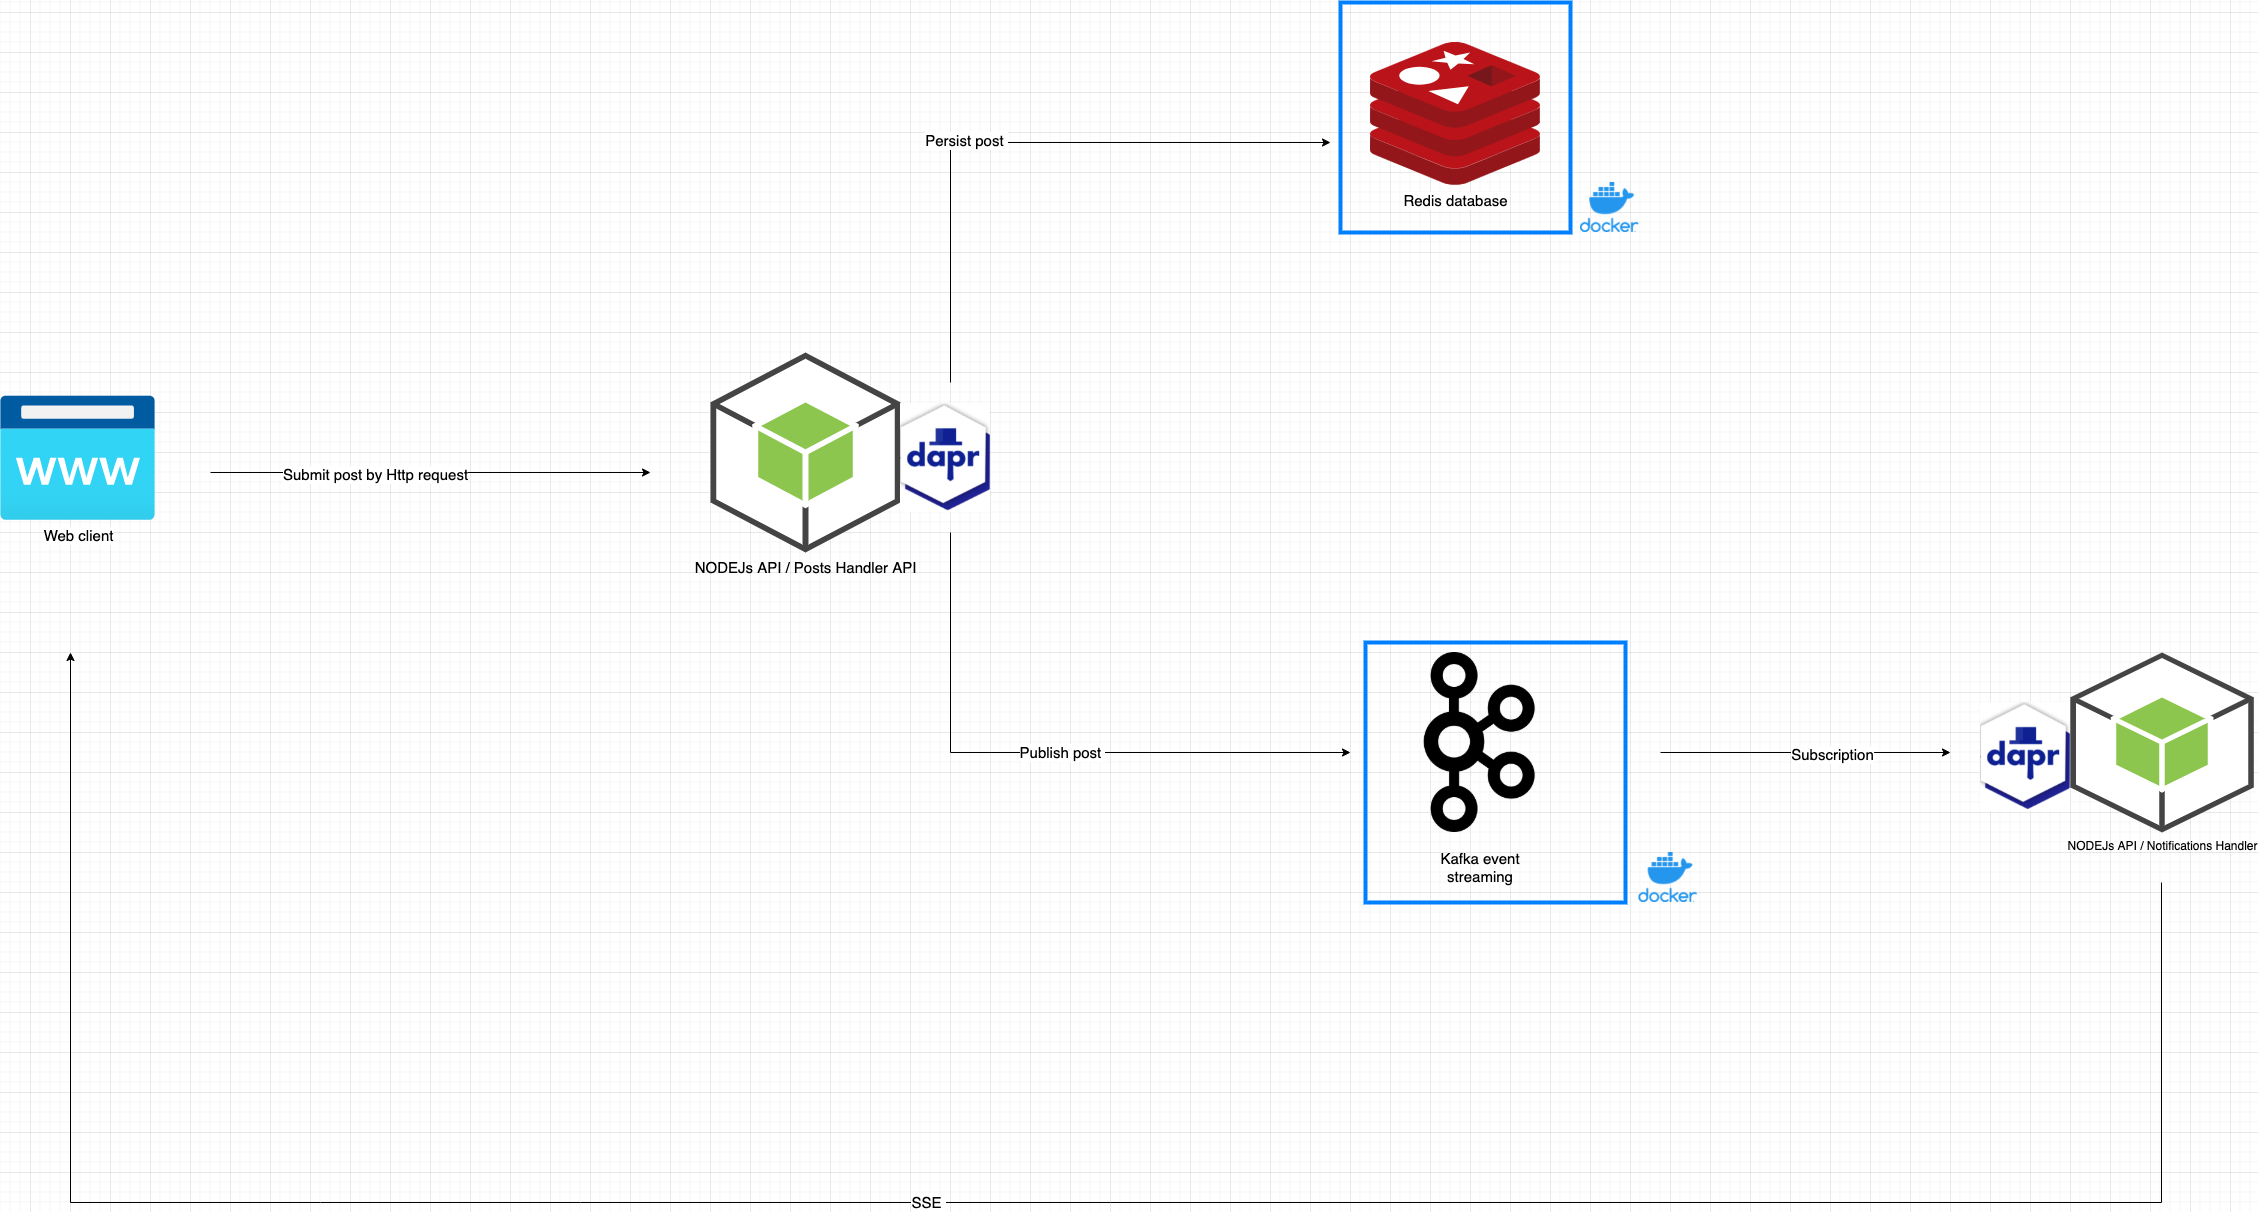 Persist post
Redis database
docker
WWW
Submit post by Http request
dapr
Web client
NODEJs API / Posts Handler API
Publish post
Subscription
dapr
Kafka event
streaming
docker
NODEJs API / Notifications Handler
SSE